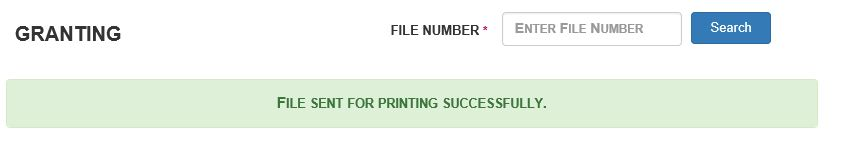 GRANTING
FILE NUMBER *
ENTER FILE NUMBER
Search
FILE SENT FOR PRINTING SUCCESSFULLY.